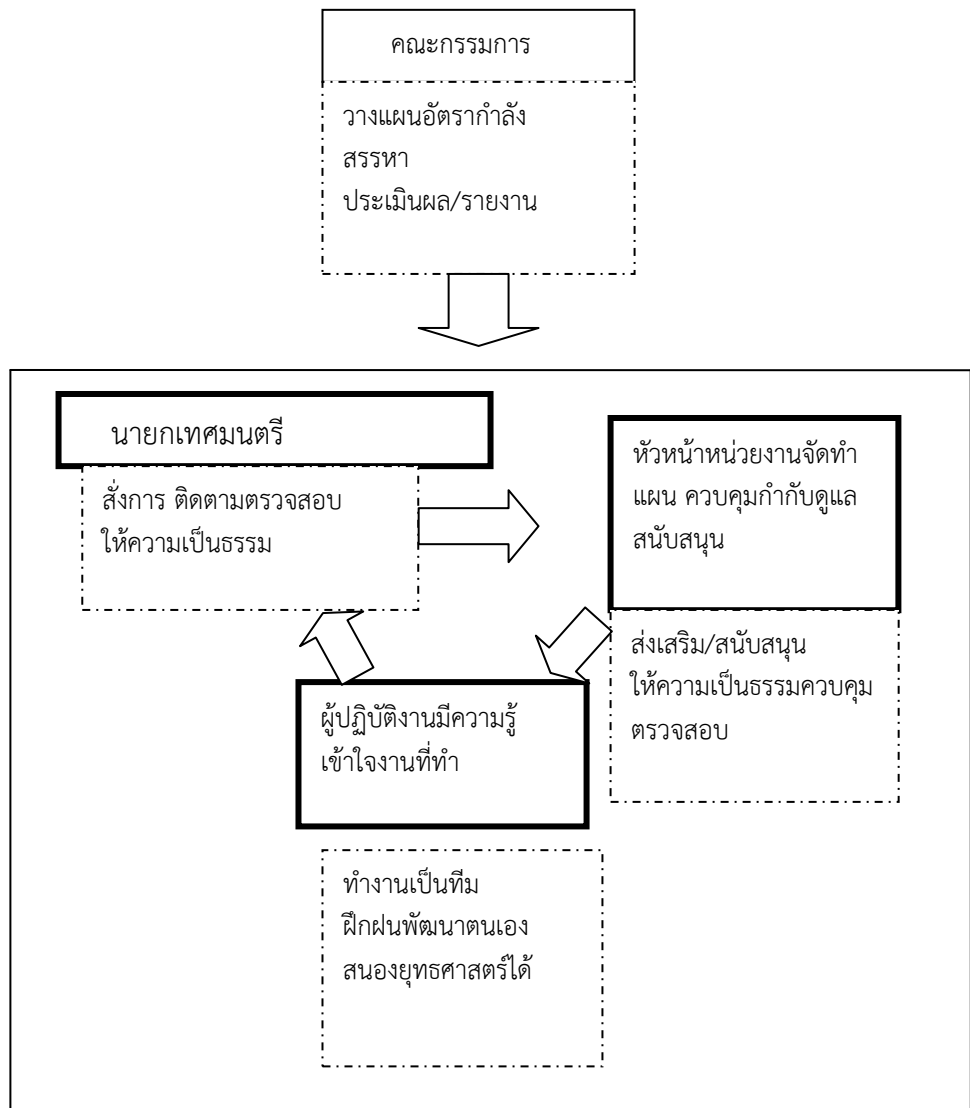 คณะกรรมการ
วางแผนอัตรากำลัง
สรรหา
ประเมินผล/รายงาน
นายกเทศมนตรี
สั่งการ ติดตามตรวจสอบ
ให้ความเป็นธรรม
หัวหน้าหน่วยงานจัดทำ
แผน ควบคุมกำกับดูแล
สนับสนุน
ส่งเสริม/สนับสนุน
ให้ความเป็นธรรมควบคุม
ตรวจสอบ
ผู้ปฏิบัติงานมีความรู้
เข้าใจงานที่ทำ
ทำงานเป็นทีม
ฝึกฝนพัฒนาตนเอง
สนองยุทธศาสตร์ได้